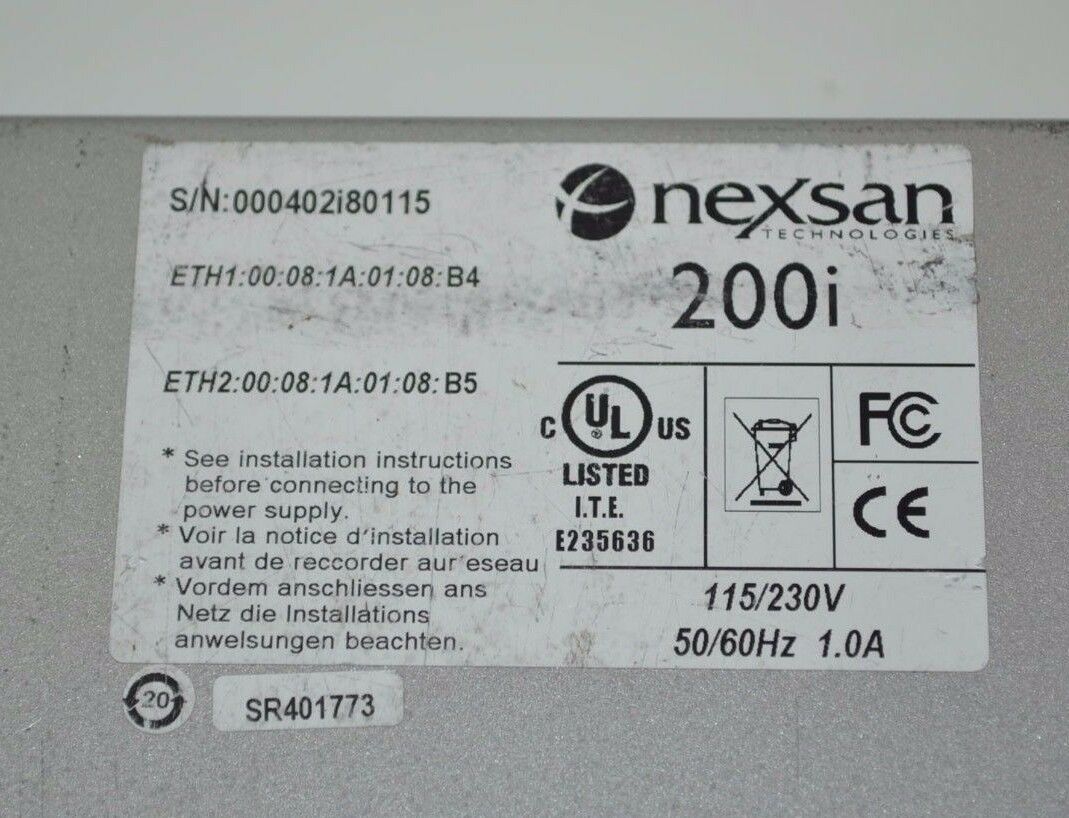 S/N:000402i80115
nexsan
TECHNOLOGIES
ETH1:00:08:1A:01:08:B4
200i
ETH2:00:08:1A:01:08:B5
C UL US
LISTED
I.T.E.
E235636
FC
CE
* See installation instructions
before connecting to the
power supply.
* Voir la notice d'installation
avant de reccorder aur'eseau
* Vordem anschliessen ans
Netz die Installations
anwelsungen beachten.
115/230V
50/60Hz 1.0A
20
SR401773